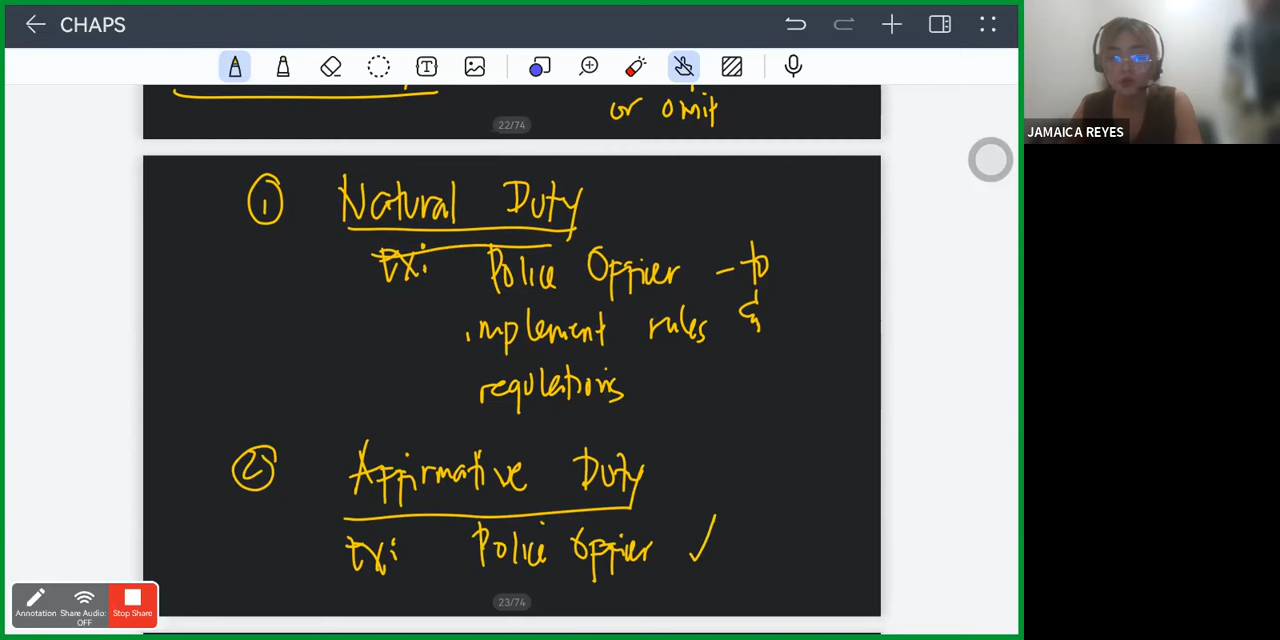 CHAPS
or omit
22/74
JAMAICA REYES
1 Natural Duty
Ex: Police Officer - to
implement rules &
regulations
2 Affirmative Duty
Ex: Police Officer ✓
Annotation Share Audio: OFF Stop Share
23/74